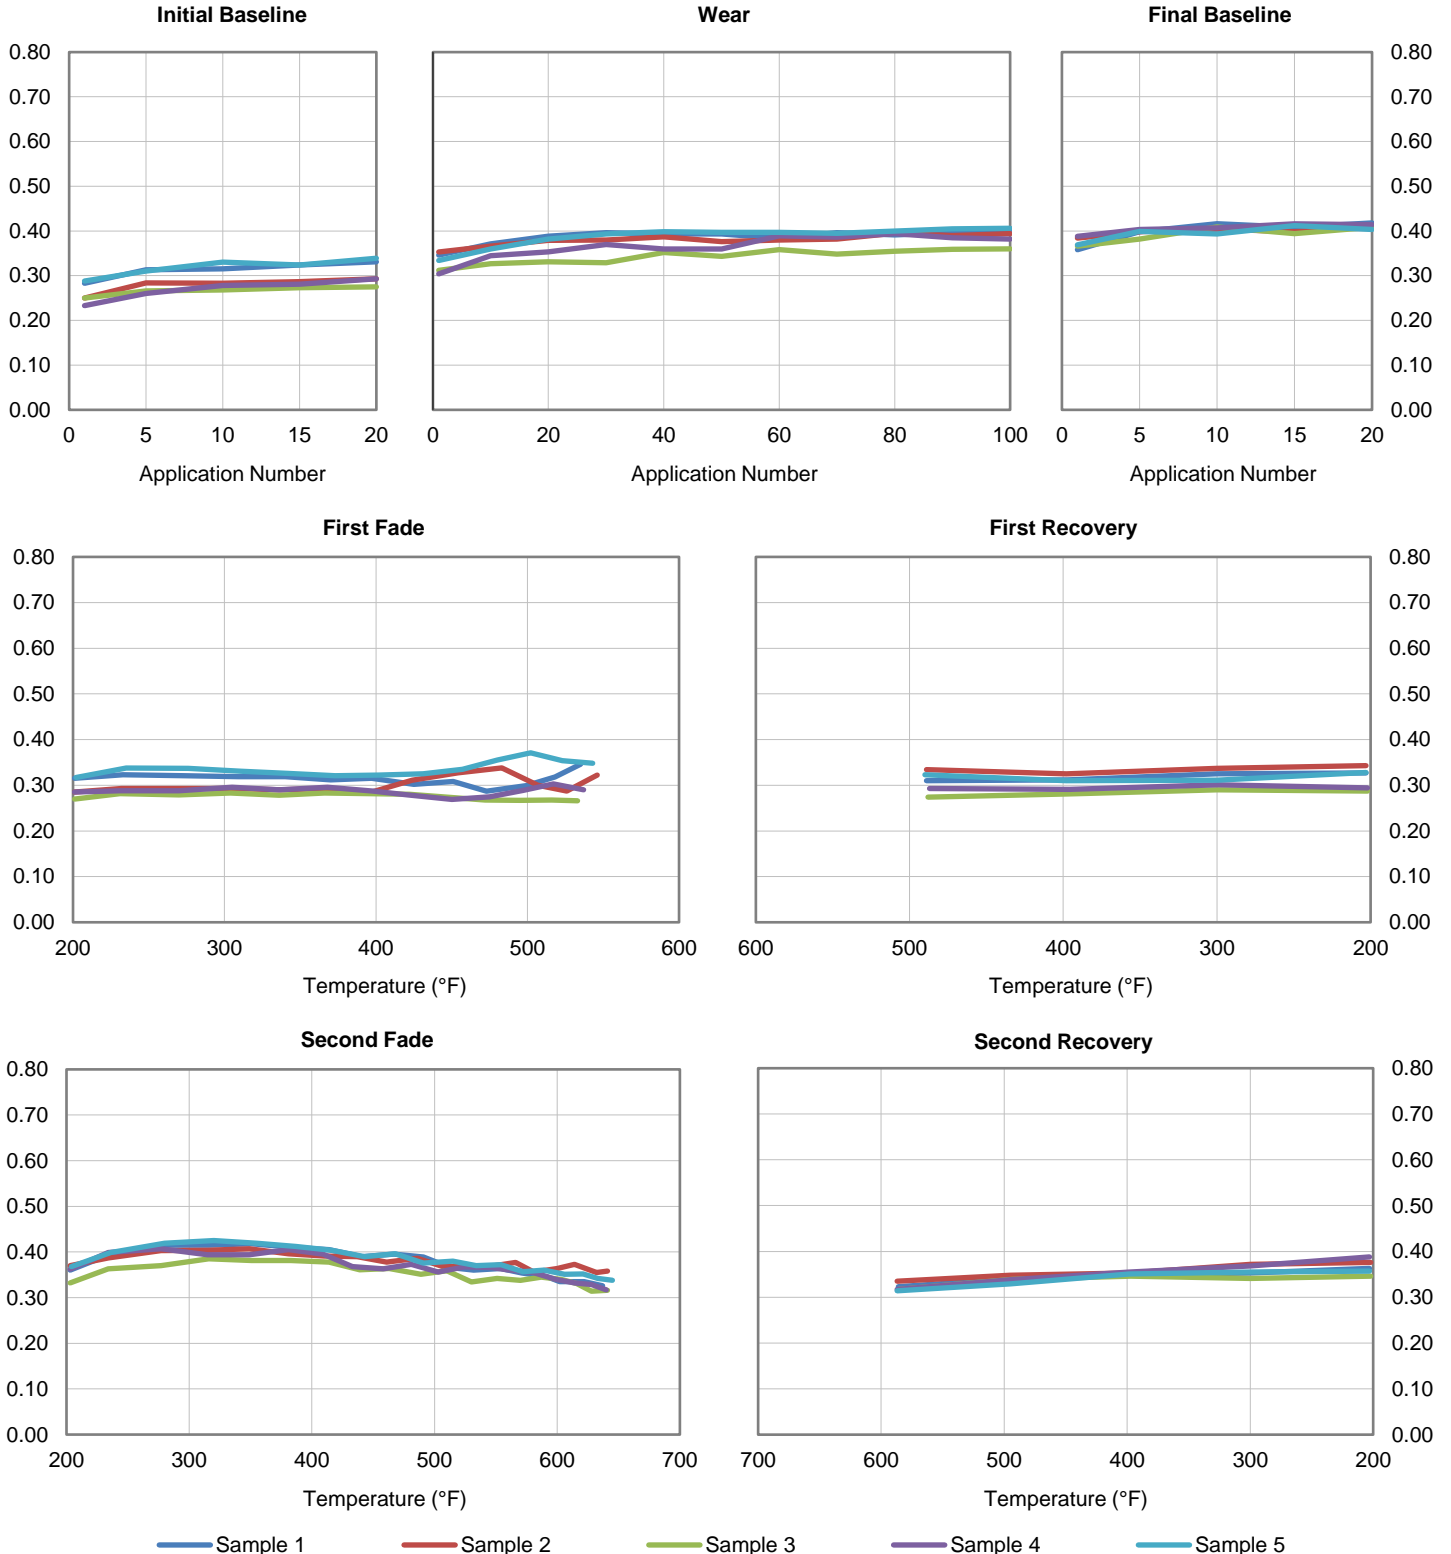 Initial Baseline Wear Final Baseline
0.80 0.80
0.70 0.70
0.60 0.60
0.50 0.50
0.40 0.40
0.30 0.30
0.20 0.20
0.10 0.10
0.00 0.00
0 5 10 15 20 0 20 40 60 80 100 0 5 10 15 20
Application Number Application Number Application Number
First Fade First Recovery
0.80 0.80
0.70 0.70
0.60 0.60
0.50 0.50
0.40 0.40
0.30 0.30
0.20 0.20
0.10 0.10
0.00 0.00
200 300 400 500 600 600 500 400 300 200
Temperature (°F) Temperature (°F)
Second Fade Second Recovery
0.80 0.80
0.70 0.70
0.60 0.60
0.50 0.50
0.40 0.40
0.30 0.30
0.20 0.20
0.10 0.10
0.00 0.00
200 300 400 500 600 700 700 600 500 400 300 200
Temperature (°F) Temperature (°F)
Sample 1 Sample 2 Sample 3 Sample 4 Sample 5